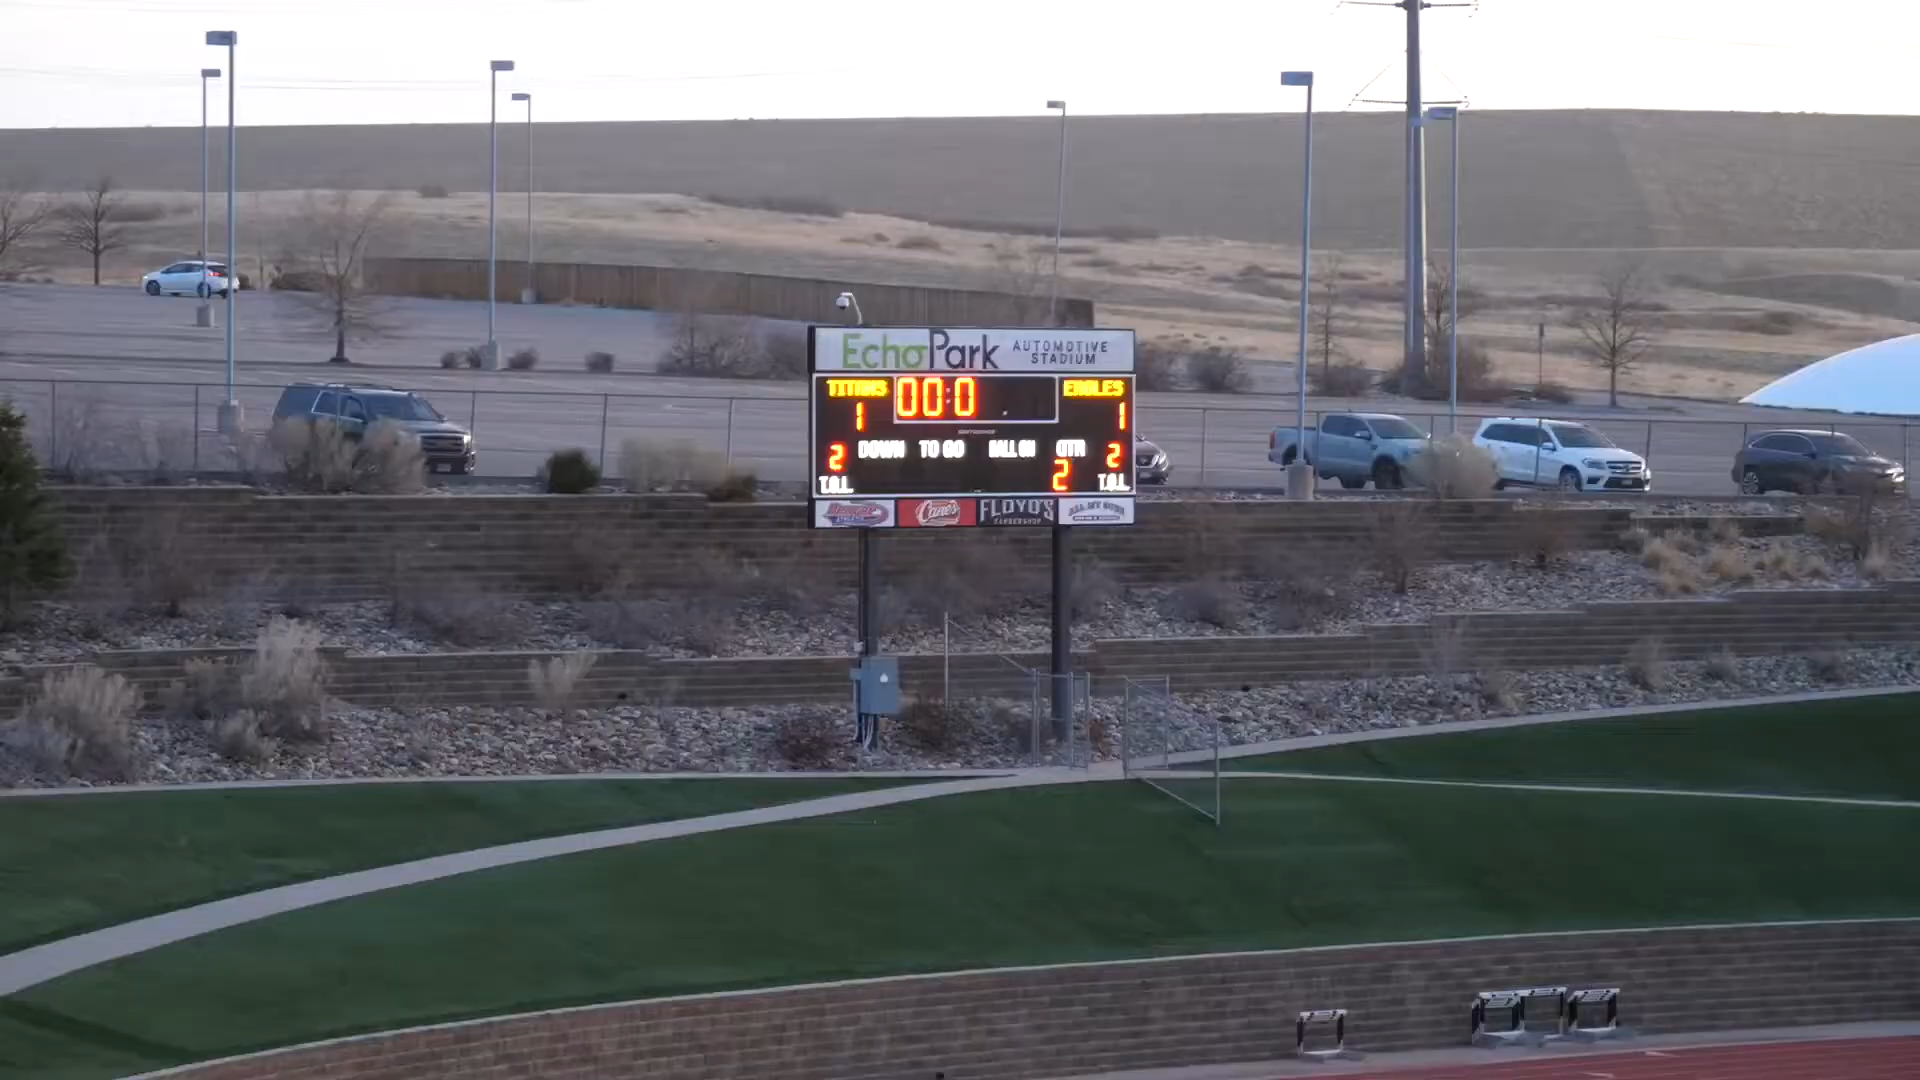 EchoPark AUTOMOTIVE STADIUM
TITANS 00:0 EAGLES
1 1
2 DOWN TO GO BALL ON QTR 2
T.O.L. 2 T.O.L.
Cane's FLOYD'S BARBERSHOP